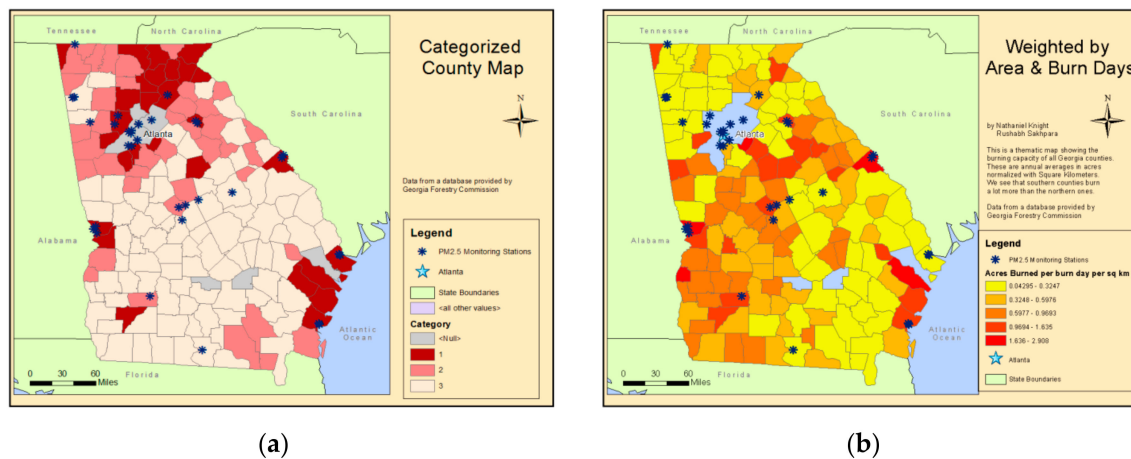 Tennessee
North Carolina
Categorized
County Map
N
South Carolina
Atlanta
Data from a database provided by
Georgia Forestry Commission
Alabama
Legend
PM2.5 Monitoring Stations
Atlanta
State Boundaries
<all other values>
Category
<Null>
1
2
3
Atlantic
Ocean
Florida
0 30 60
Miles
(a)
Tennessee
North Carolina
Weighted by
Area & Burn Days
N
South Carolina
Atlanta
by Nathaniel Knight
Rushabh Sakhpara
This is a thematic map showing the
burning capacity of all Georgia counties.
These are annual averages in acres
normalized with Square Kilometers.
We see that southern counties burn
a lot more than the northern ones.
Data from a database provided by
Georgia Forestry Commission
Alabama
Legend
PM2.5 Monitoring Stations
Atlanta
Acres Burned per burn day per sq km
0.04295 - 0.3247
0.3248 - 0.5976
0.5977 - 0.9693
0.9694 - 1.635
1.636 - 2.908
Atlanta
State Boundaries
Atlantic
Ocean
Florida
0 30 60
Miles
(b)